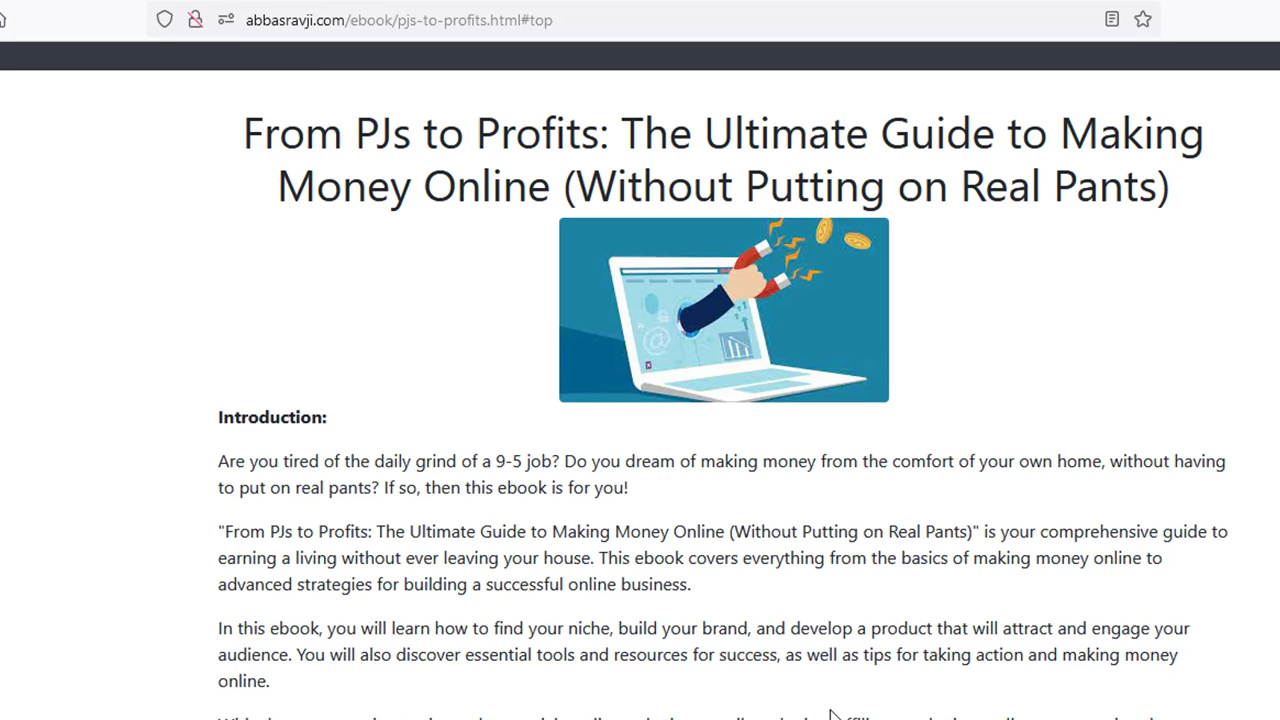 abbasravji.com/ebook/pjs-to-profits.html#top
From PJs to Profits: The Ultimate Guide to Making
Money Online (Without Putting on Real Pants)
Introduction:
Are you tired of the daily grind of a 9-5 job? Do you dream of making money from the comfort of your own home, without having
to put on real pants? If so, then this ebook is for you!
"From PJs to Profits: The Ultimate Guide to Making Money Online (Without Putting on Real Pants)" is your comprehensive guide to
earning a living without ever leaving your house. This ebook covers everything from the basics of making money online to
advanced strategies for building a successful online business.
In this ebook, you will learn how to find your niche, build your brand, and develop a product that will attract and engage your
audience. You will also discover essential tools and resources for success, as well as tips for taking action and making money
online.